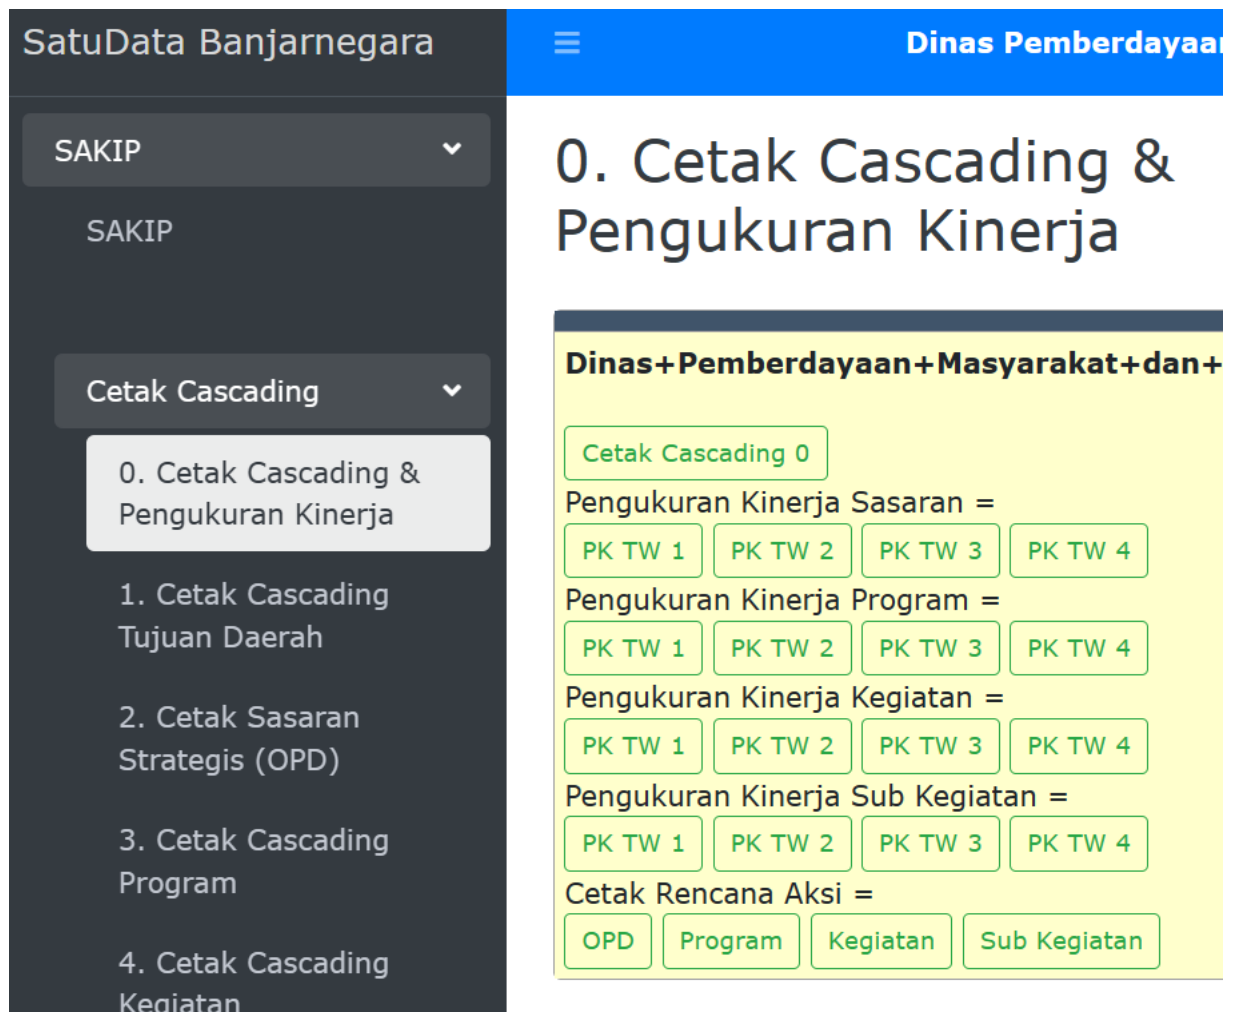 SatuData Banjarnegara
SAKIP
SAKIP
Cetak Cascading
0. Cetak Cascading &
Pengukuran Kinerja
1. Cetak Cascading
Tujuan Daerah
2. Cetak Sasaran
Strategis (OPD)
3. Cetak Cascading
Program
4. Cetak Cascading
Kegiatan
Dinas Pemberdayaan
0. Cetak Cascading &
Pengukuran Kinerja
Dinas+Pemberdayaan+Masyarakat+dan+
Cetak Cascading 0
Pengukuran Kinerja Sasaran =
PK TW 1 PK TW 2 PK TW 3 PK TW 4
Pengukuran Kinerja Program =
PK TW 1 PK TW 2 PK TW 3 PK TW 4
Pengukuran Kinerja Kegiatan =
PK TW 1 PK TW 2 PK TW 3 PK TW 4
Pengukuran Kinerja Sub Kegiatan =
PK TW 1 PK TW 2 PK TW 3 PK TW 4
Cetak Rencana Aksi =
OPD Program Kegiatan Sub Kegiatan